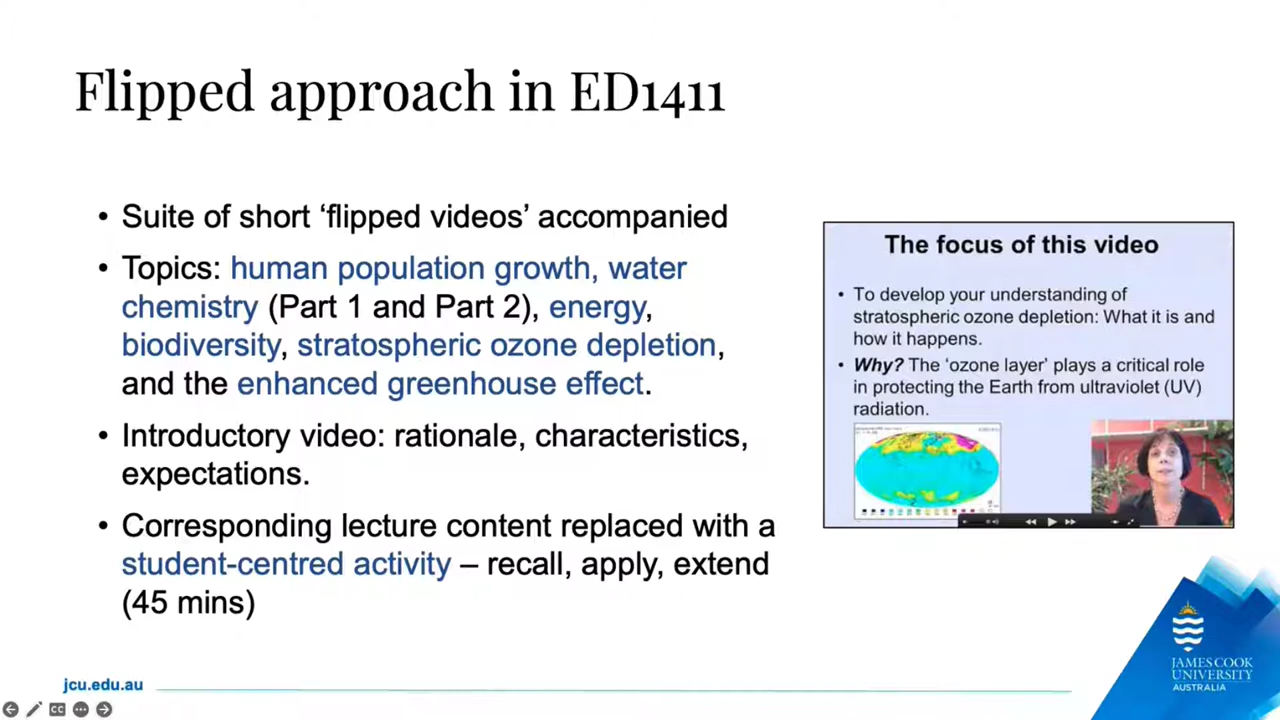 Flipped approach in ED1411
• Suite of short ‘flipped videos’ accompanied
• Topics: human population growth, water
chemistry (Part 1 and Part 2), energy,
biodiversity, stratospheric ozone depletion,
and the enhanced greenhouse effect.
• Introductory video: rationale, characteristics,
expectations.
• Corresponding lecture content replaced with a
student-centred activity – recall, apply, extend
(45 mins)
The focus of this video
• To develop your understanding of
stratospheric ozone depletion: What it is and
how it happens.
• Why? The ‘ozone layer’ plays a critical role
in protecting the Earth from ultraviolet (UV)
radiation.
JAMES COOK
UNIVERSITY
AUSTRALIA
jcu.edu.au
CC